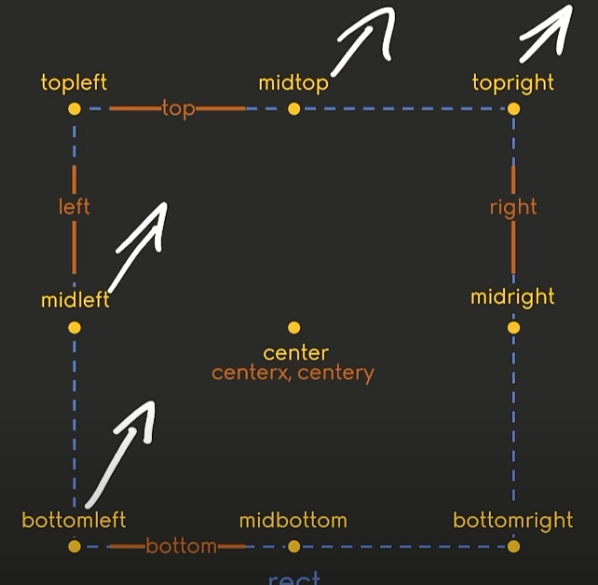 topleft midtop topright
top
left right
midleft midright
center
centerx, centery
bottomleft midbottom bottomright
bottom
rect